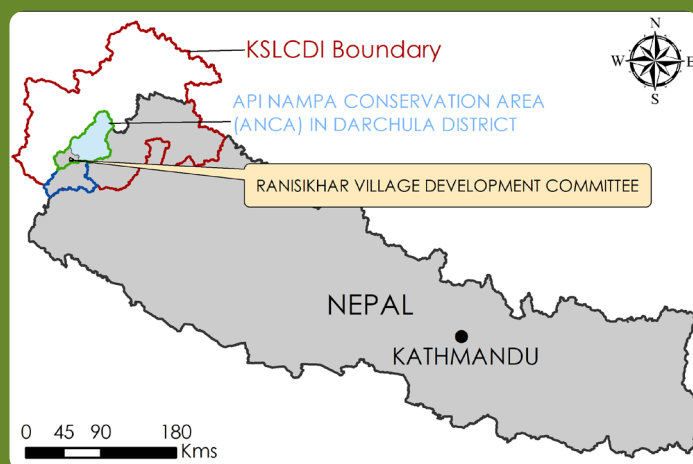 KSLCDI Boundary
N
W E
S
API NAMPA CONSERVATION AREA
(ANCA) IN DARCHULA DISTRICT
RANISIKHAR VILLAGE DEVELOPMENT COMMITTEE
NEPAL
KATHMANDU
0 45 90 180
Kms